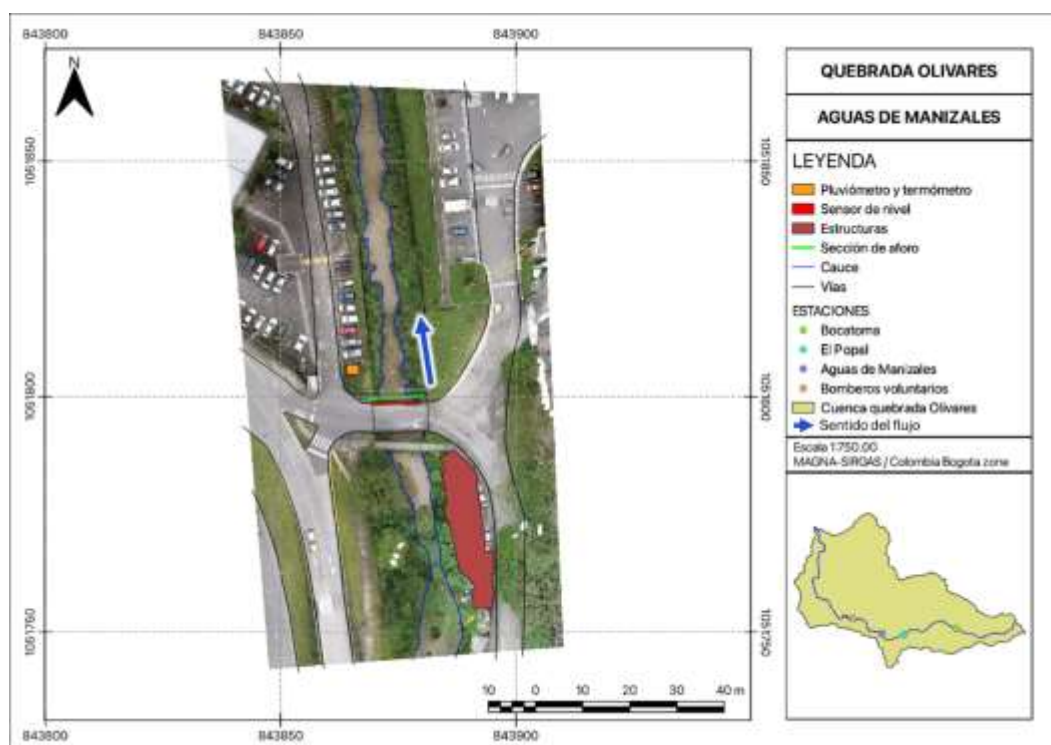 843800 843850 843900
N
1051850 1051850
1051800 1051800
1051750 1051750
10 0 10 20 30 40 m
843800 843850 843900
QUEBRADA OLIVARES
AGUAS DE MANIZALES
LEYENDA
Pluviómetro y termómetro
Sensor de nivel
Estructuras
Sección de aforo
Cauce
Vías
ESTACIONES
Bocatoma
El Popal
Aguas de Manizales
Bomberos voluntarios
Cuenca quebrada Olivares
Sentido del flujo
Escala 1:750.00
MAGNA-SIRGAS / Colombia Bogota zone